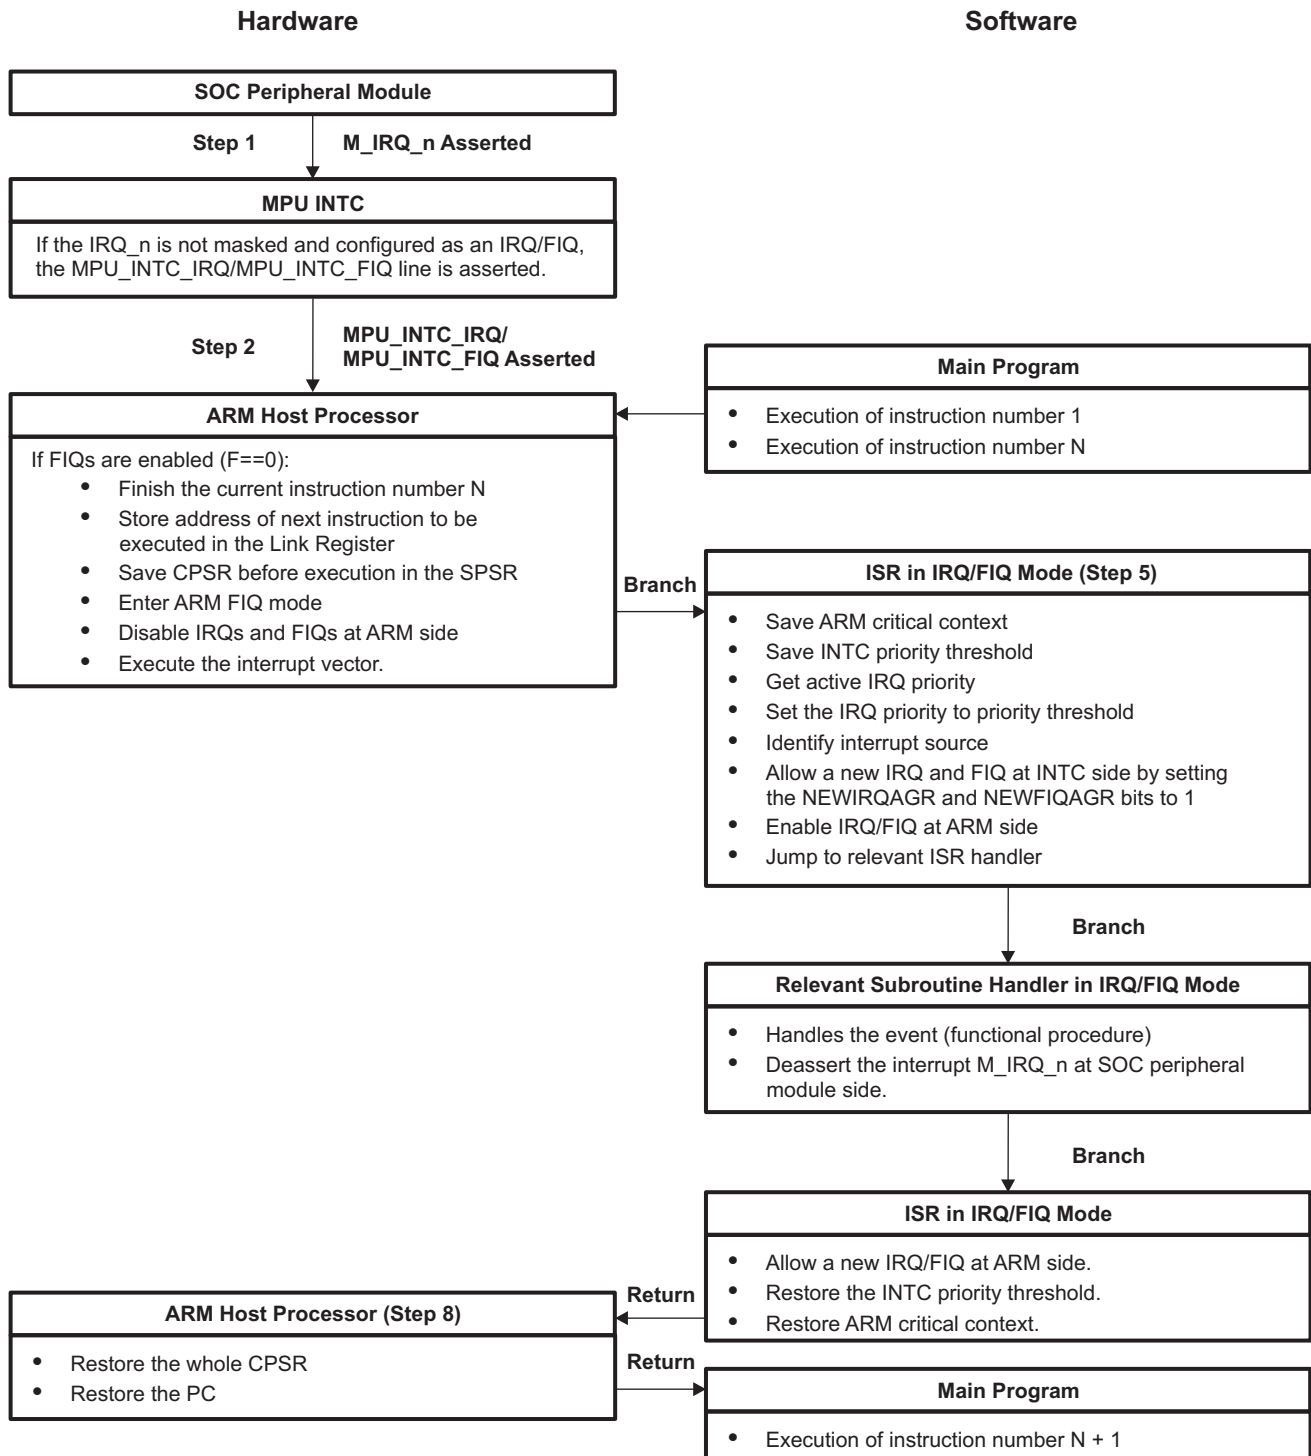 Hardware
Software
SOC Peripheral Module
Step 1
M_IRQ_n Asserted
MPU INTC
If the IRQ_n is not masked and configured as an IRQ/FIQ,
the MPU_INTC_IRQ/MPU_INTC_FIQ line is asserted.
Step 2
MPU_INTC_IRQ/
MPU_INTC_FIQ Asserted
Main Program
• Execution of instruction number 1
• Execution of instruction number N
ARM Host Processor
If FIQs are enabled (F==0):
• Finish the current instruction number N
• Store address of next instruction to be
executed in the Link Register
• Save CPSR before execution in the SPSR
• Enter ARM FIQ mode
• Disable IRQs and FIQs at ARM side
• Execute the interrupt vector.
Branch
ISR in IRQ/FIQ Mode (Step 5)
• Save ARM critical context
• Save INTC priority threshold
• Get active IRQ priority
• Set the IRQ priority to priority threshold
• Identify interrupt source
• Allow a new IRQ and FIQ at INTC side by setting
the NEWIRQAGR and NEWFIQAGR bits to 1
• Enable IRQ/FIQ at ARM side
• Jump to relevant ISR handler
Branch
Relevant Subroutine Handler in IRQ/FIQ Mode
• Handles the event (functional procedure)
• Deassert the interrupt M_IRQ_n at SOC peripheral
module side.
Branch
ISR in IRQ/FIQ Mode
• Allow a new IRQ/FIQ at ARM side.
• Restore the INTC priority threshold.
• Restore ARM critical context.
Return
ARM Host Processor (Step 8)
• Restore the whole CPSR
• Restore the PC
Return
Main Program
• Execution of instruction number N + 1